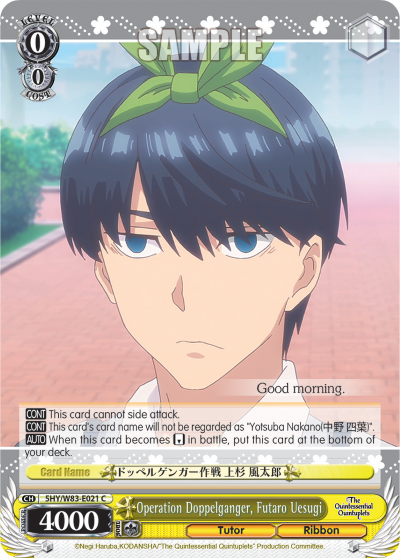 LEVEL
0
0
COST
SAMPLE
Good morning.
CONT This card cannot side attack.
CONT This card's card name will not be regarded as "Yotsuba Nakano(中野 四葉)".
AUTO When this card becomes in battle, put this card at the bottom of your deck.
Card Name
ドッペルゲンガー作戦 上杉 風太郎
CH 5HY/W83-E021 C
Operation Doppelganger, Futaro Uesugi
The Quintessential Quintuplets
POWER
4000
Tutor
Ribbon
©Negi Haruba,KODANSHA/"The Quintessential Quintuplets" Production Committee.